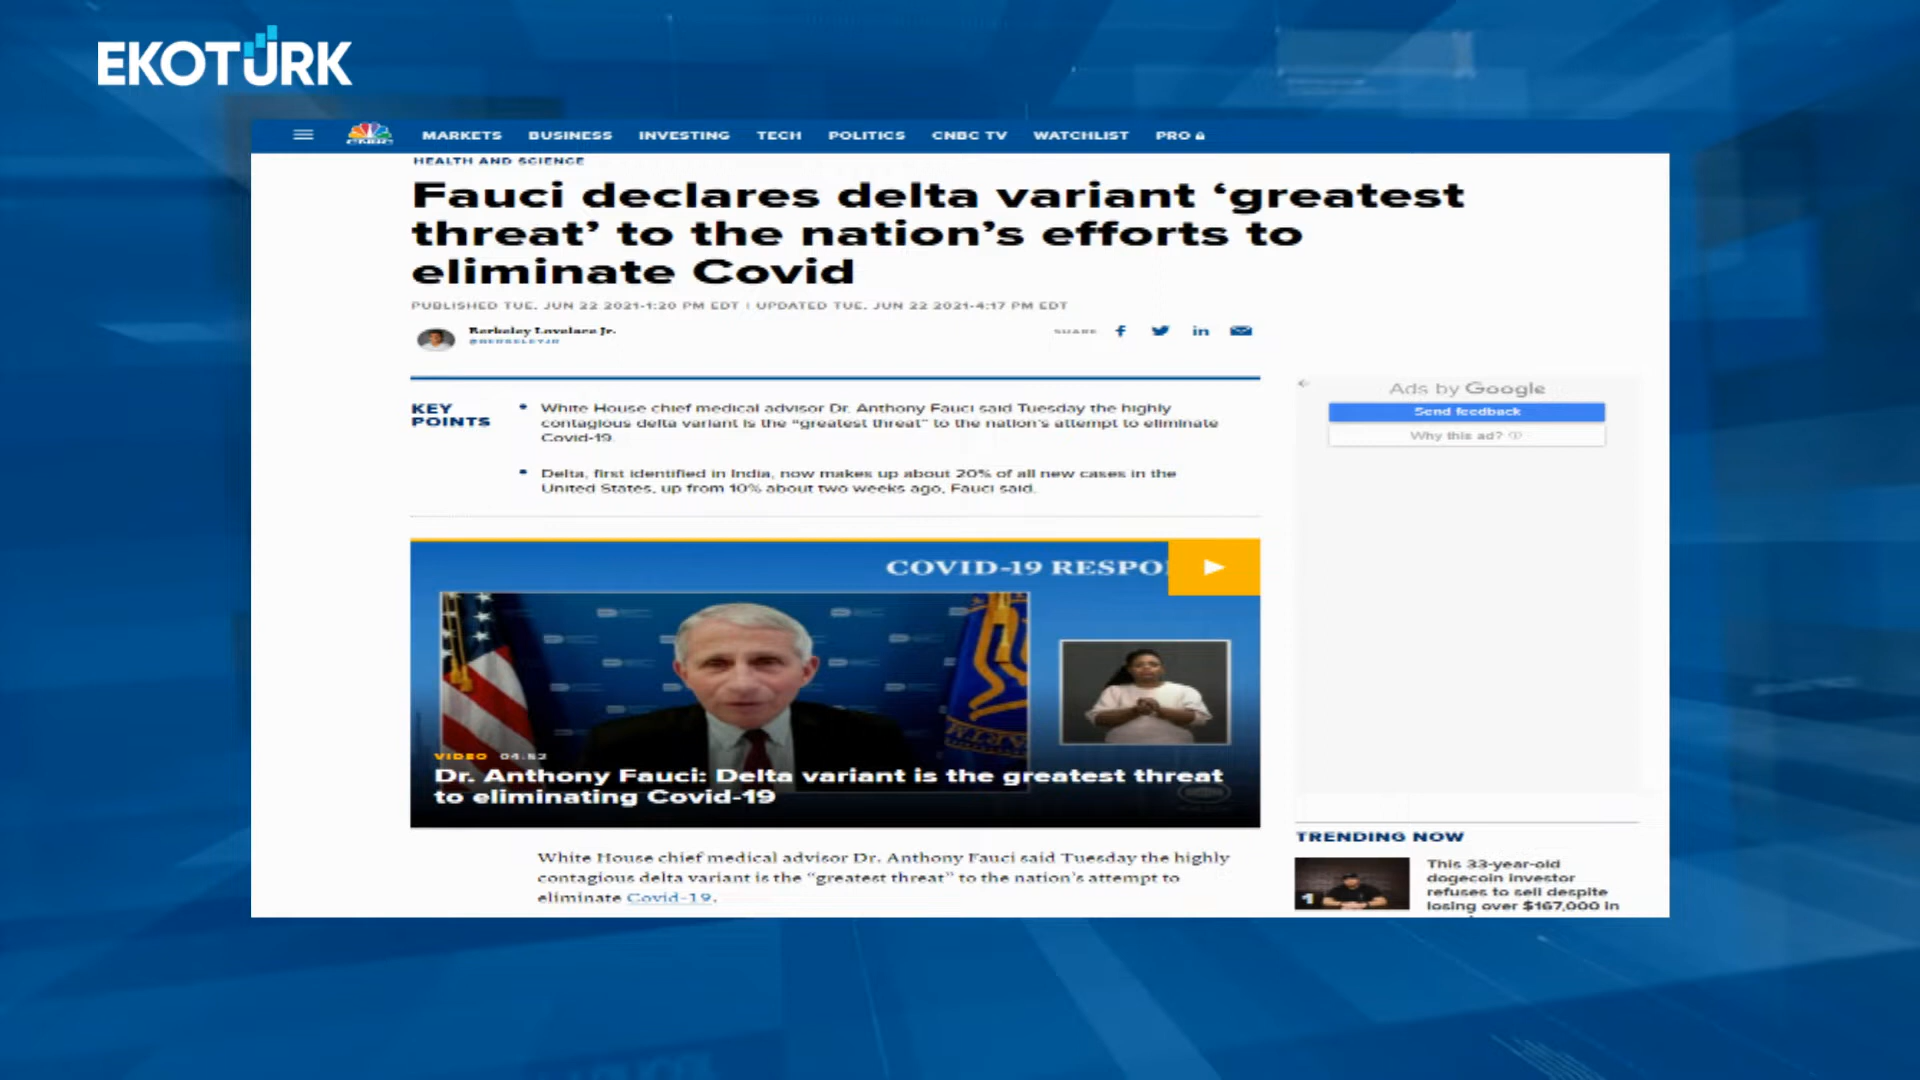 EKOTÜRK
CNBC
MARKETS BUSINESS INVESTING TECH POLITICS CNBC TV WATCHLIST PRO
HEALTH AND SCIENCE
Fauci declares delta variant ‘greatest
threat’ to the nation’s efforts to
eliminate Covid
PUBLISHED TUE, JUN 22 2021-1:20 PM EDT | UPDATED TUE, JUN 22 2021-4:17 PM EDT
Berkeley Lovelace Jr.
@BERKELEYJR
SHARE
KEY
POINTS
• White House chief medical advisor Dr. Anthony Fauci said Tuesday the highly
contagious delta variant is the “greatest threat” to the nation’s attempt to eliminate
Covid-19.
• Delta, first identified in India, now makes up about 20% of all new cases in the
United States, up from 10% about two weeks ago, Fauci said.
COVID-19 RESPO
VIDEO 04:52
Dr. Anthony Fauci: Delta variant is the greatest threat
to eliminating Covid-19
White House chief medical advisor Dr. Anthony Fauci said Tuesday the highly
contagious delta variant is the “greatest threat” to the nation’s attempt to
eliminate Covid-19.
Ads by Google
Send feedback
Why this ad?
TRENDING NOW
1
This 33-year-old
dogecoin investor
refuses to sell despite
losing over $167,000 in